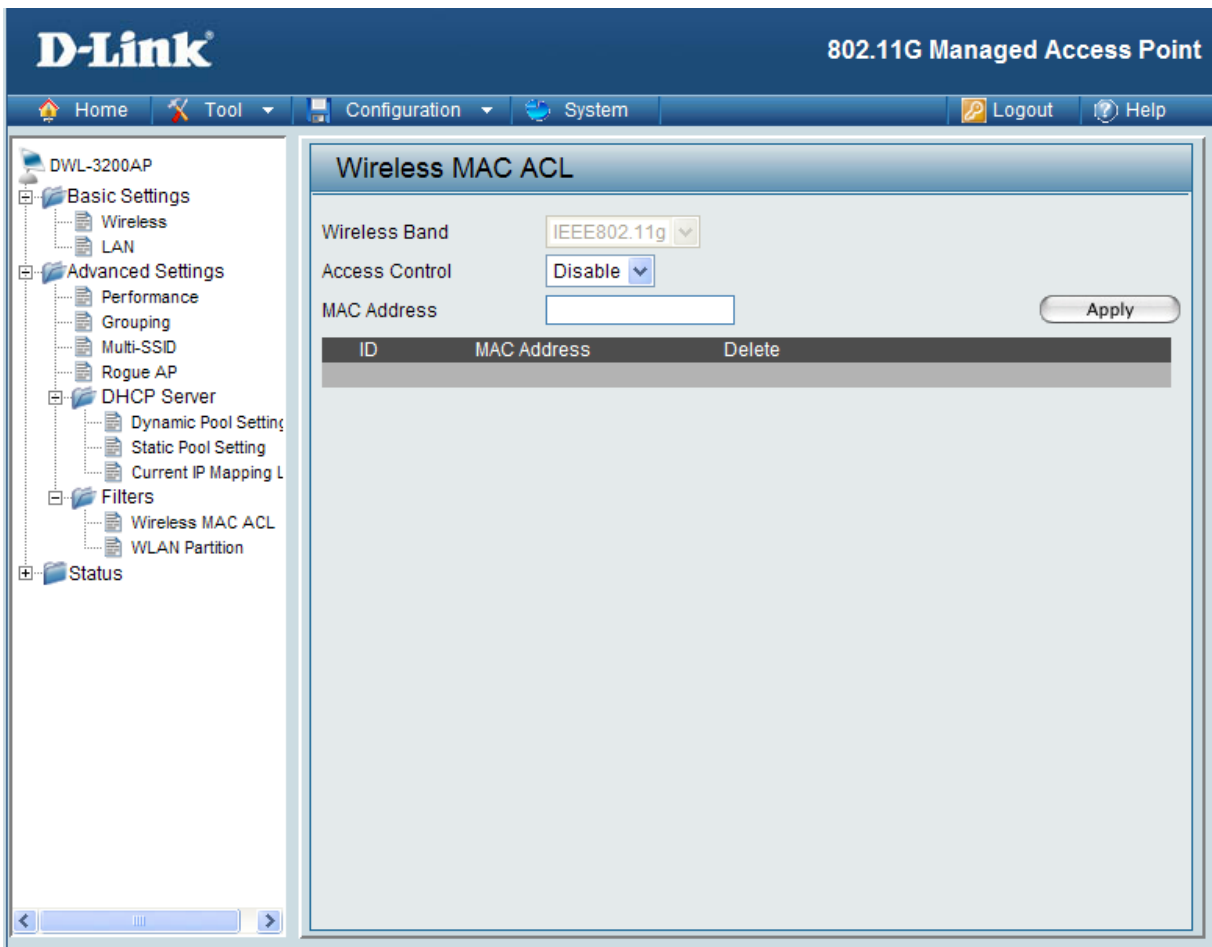 D-Link®
802.11G Managed Access Point
Home Tool Configuration System Logout Help
DWL-3200AP
Basic Settings
Wireless
LAN
Advanced Settings
Performance
Grouping
Multi-SSID
Rogue AP
DHCP Server
Dynamic Pool Setting
Static Pool Setting
Current IP Mapping L
Filters
Wireless MAC ACL
WLAN Partition
Status
Wireless MAC ACL
Wireless Band IEEE802.11g
Access Control Disable
MAC Address Apply
ID MAC Address Delete